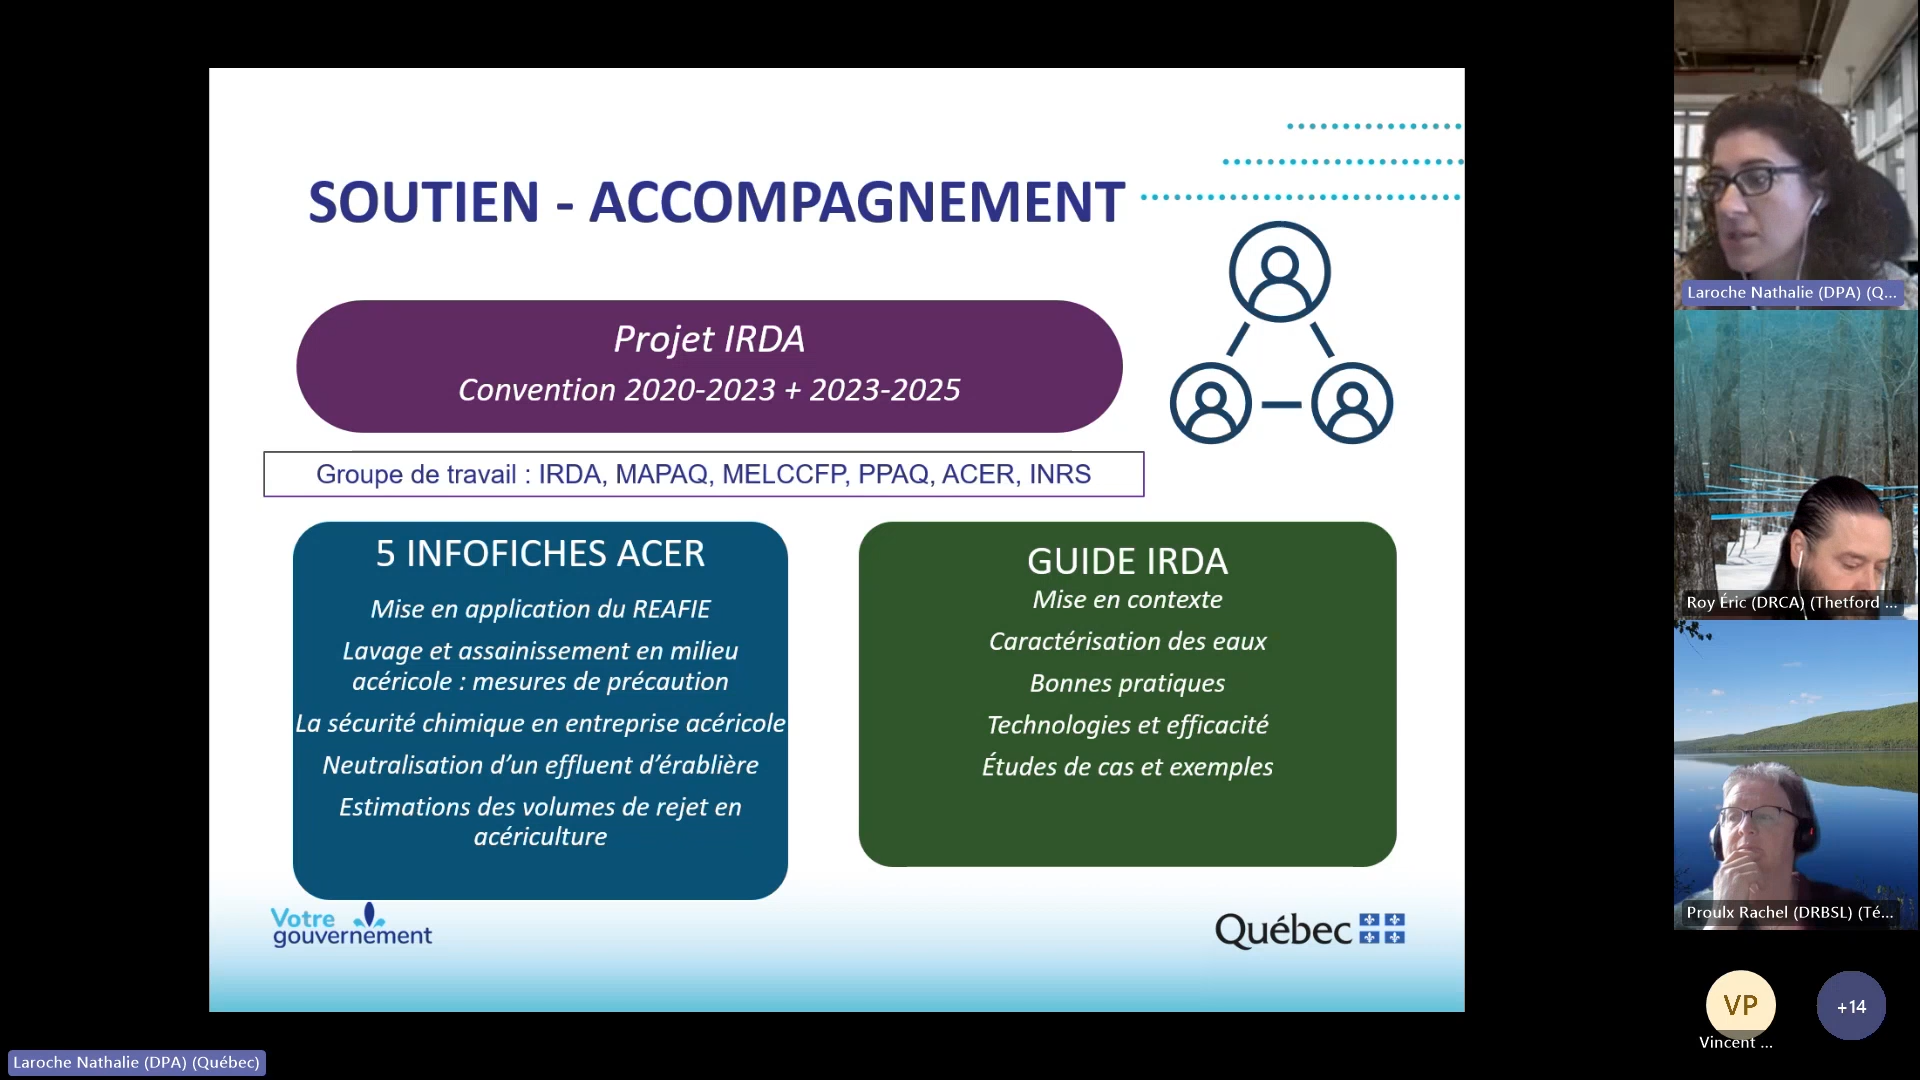 SOUTIEN - ACCOMPAGNEMENT
Projet IRDA
Convention 2020-2023 + 2023-2025
Groupe de travail : IRDA, MAPAQ, MELCCFP, PPAQ, ACER, INRS
5 INFOFICHES ACER
Mise en application du REAFIE
Lavage et assainissement en milieu
acéricole : mesures de précaution
La sécurité chimique en entreprise acéricole
Neutralisation d’un effluent d’érablière
Estimations des volumes de rejet en
acériculture
GUIDE IRDA
Mise en contexte
Caractérisation des eaux
Bonnes pratiques
Technologies et efficacité
Études de cas et exemples
Votre
gouvernement
Québec
Laroche Nathalie (DPA) (Q...
Roy Éric (DRCA) (Thetford ...
Proulx Rachel (DRBSL) (Té...
VP
+14
Vincent ...
Laroche Nathalie (DPA) (Québec)